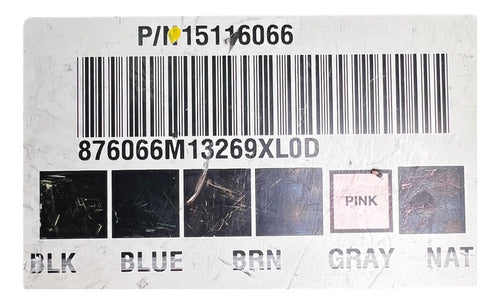 P/N 15116066
876066M13269XL0D
PINK
BLK BLUE BRN GRAY NAT